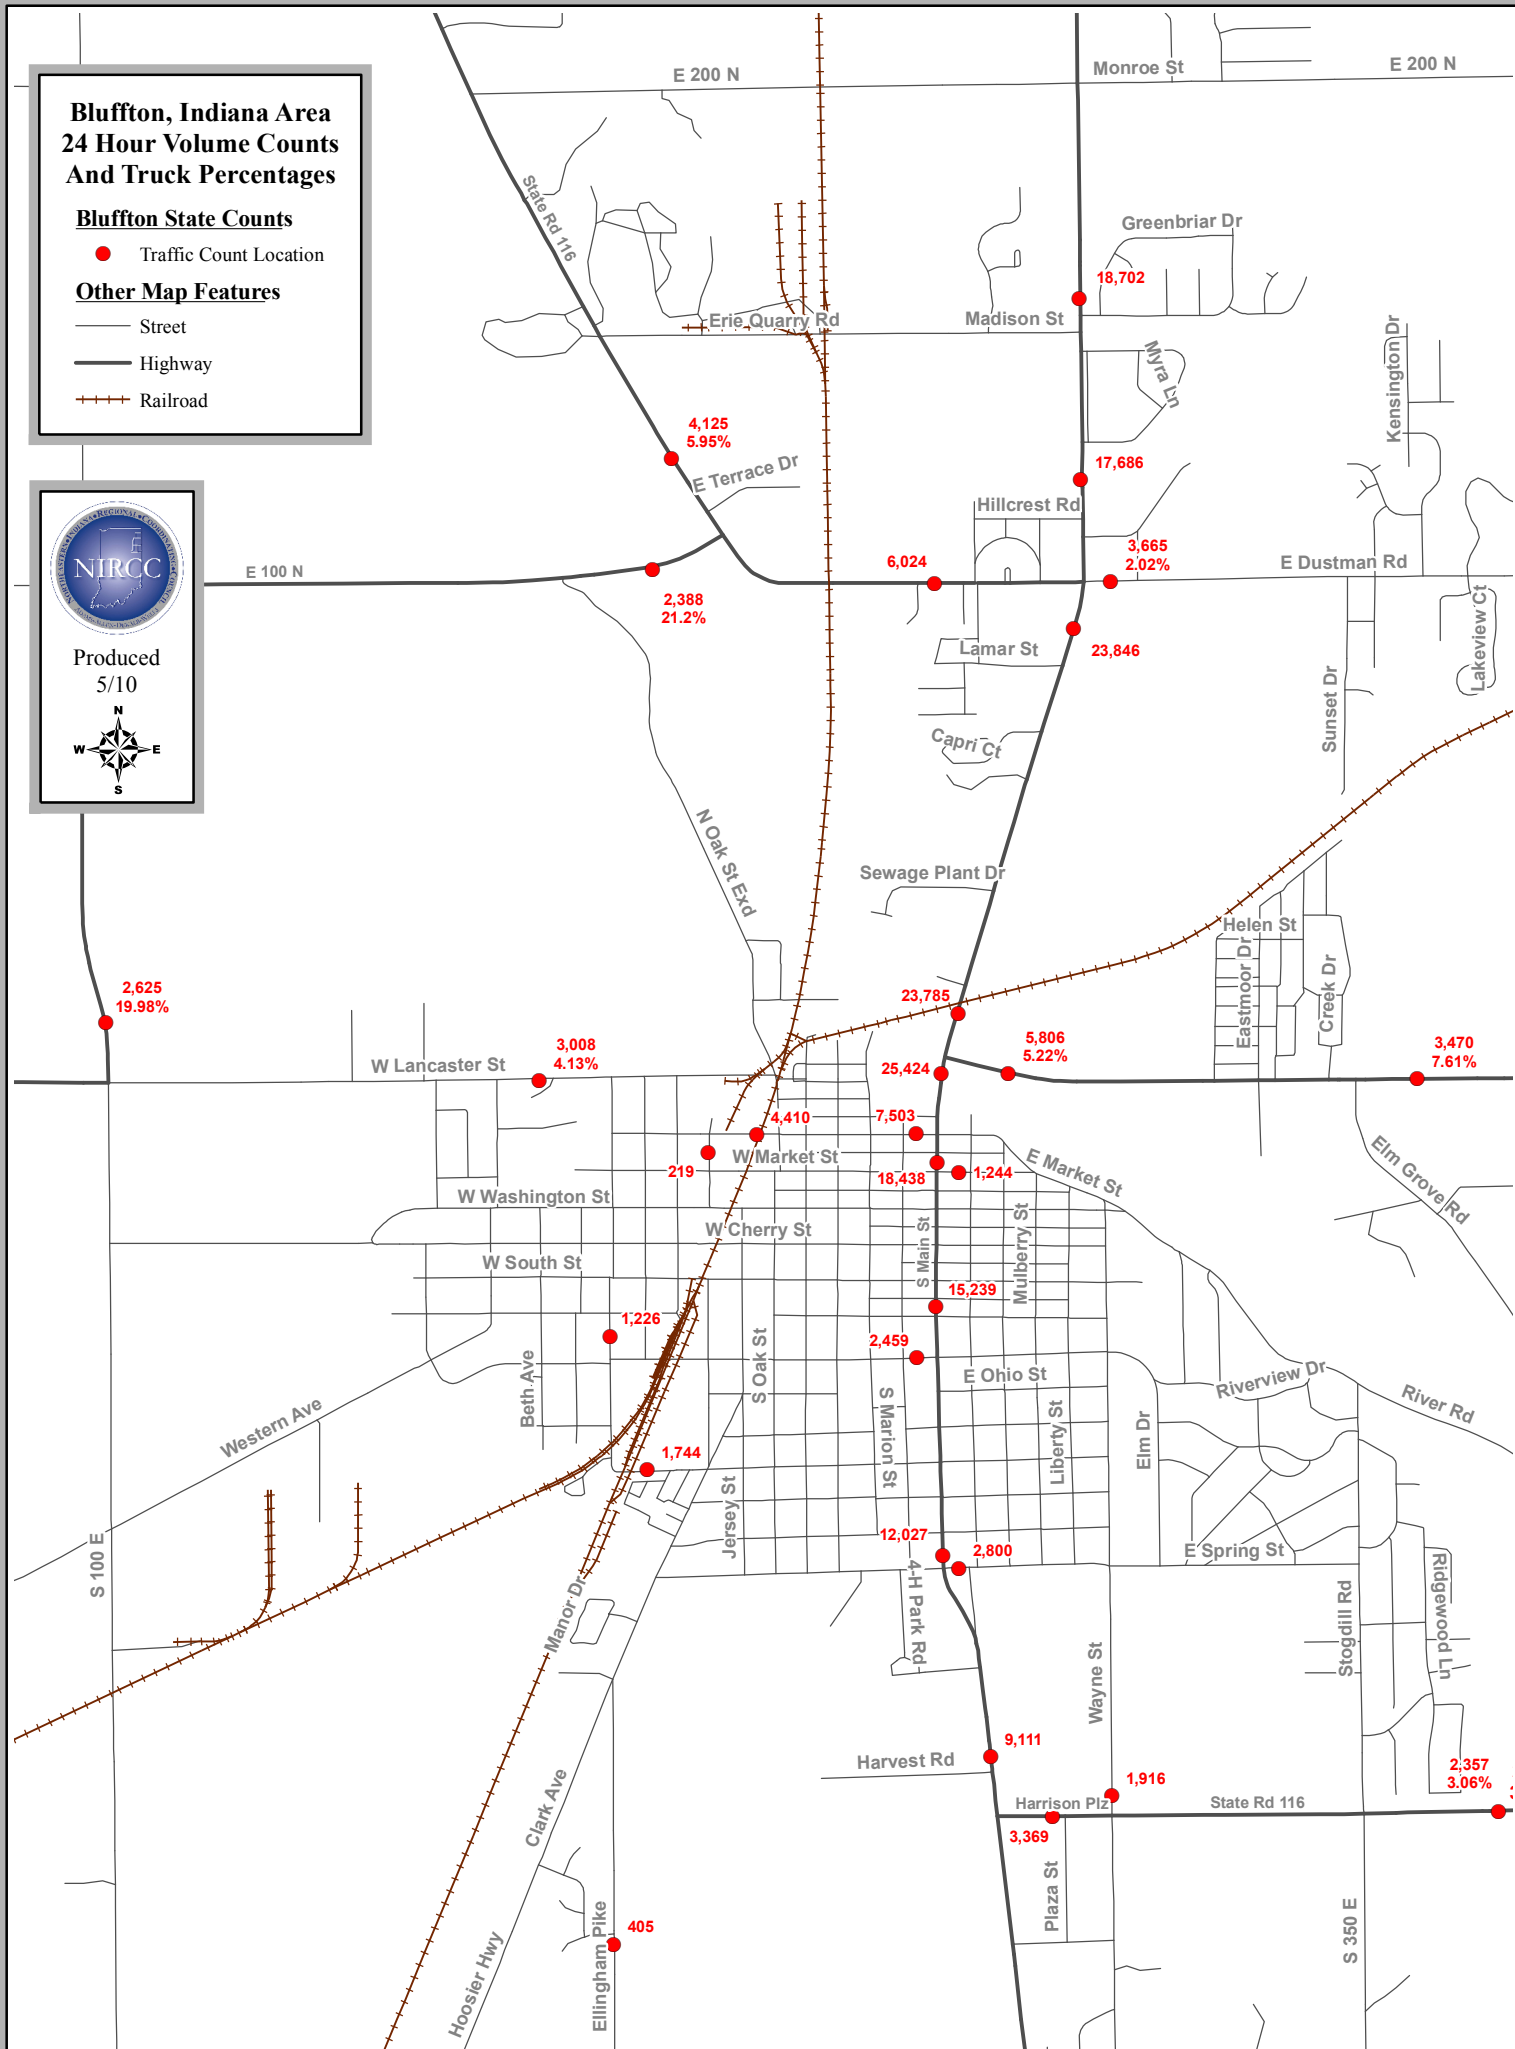 Bluffton, Indiana Area
24 Hour Volume Counts
And Truck Percentages
Bluffton State Counts
Traffic Count Location
Other Map Features
Street
Highway
Railroad
NIRCC
Produced
5/10
N
W E
S
E 200 N
Monroe St
E 200 N
State Rd 116
Greenbriar Dr
18,702
Erie Quarry Rd
Madison St
Myra Ln
Kensington Dr
4,125
5.95%
E Terrace Dr
17,686
Hillcrest Rd
3,665
2.02%
E Dustman Rd
6,024
E 100 N
2,388
21.2%
Lamar St
23,846
Lakeview Ct
Sunset Dr
Capri Ct
N Oak St Exd
Sewage Plant Dr
Helen St
Eastmoor Dr
Creek Dr
2,625
19.98%
23,785
5,806
5.22%
3,470
7.61%
3,008
4.13%
W Lancaster St
25,424
4,410
7,503
W Market St
219
18,438
1,244
E Market St
Elm Grove Rd
W Washington St
W Cherry St
S Main St
Mulberry St
W South St
15,239
1,226
2,459
S Oak St
Beth Ave
E Ohio St
Riverview Dr
River Rd
Western Ave
S Marion St
Liberty St
Elm Dr
1,744
Jersey St
12,027
2,800
E Spring St
S 100 E
4-H Park Rd
Manor Dr
Stogdill Rd
Ridgewood Ln
Wayne St
9,111
Harvest Rd
1,916
2,357
3.06%
Harrison Plz
State Rd 116
3,369
Clark Ave
Plaza St
S 350 E
405
Ellingham Pike
Hoosier Hwy